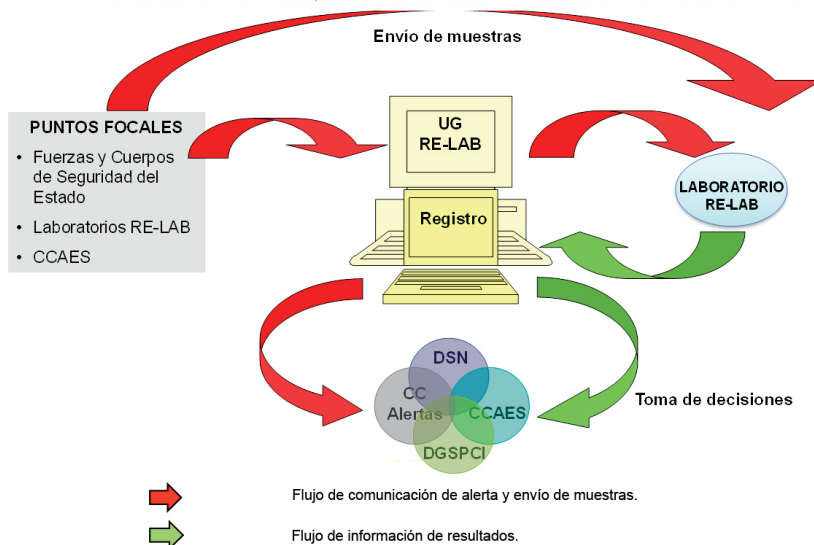 Envío de muestras
PUNTOS FOCALES
• Fuerzas y Cuerpos
de Seguridad del
Estado
• Laboratorios RE-LAB
• CCAES
UG
RE-LAB
Registro
LABORATORIO
RE-LAB
DSN
CC
Alertas
CCAES
DGSPCI
Toma de decisiones
Flujo de comunicación de alerta y envío de muestras.
Flujo de información de resultados.